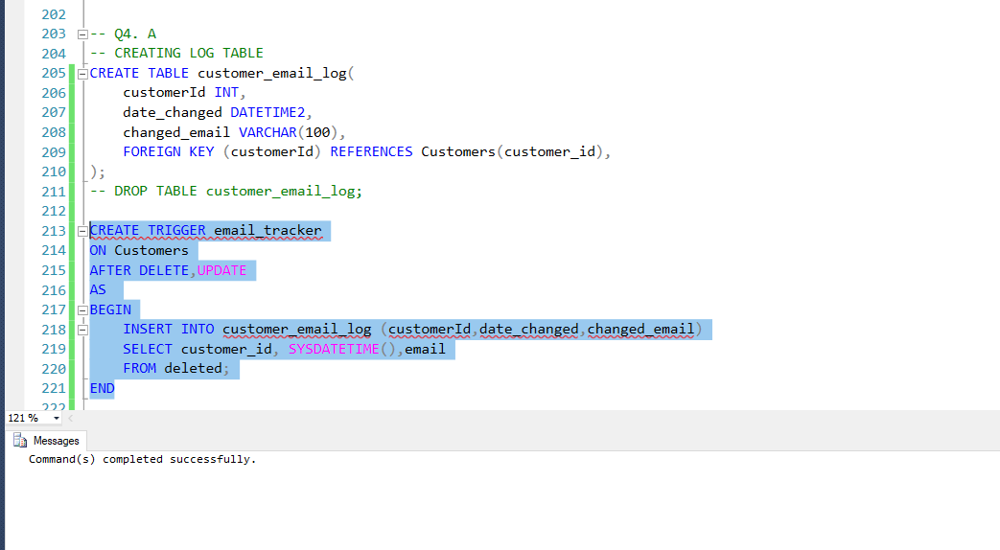 202
203 -- Q4. A
204 -- CREATING LOG TABLE
205 CREATE TABLE customer_email_log(
206 customerId INT,
207 date_changed DATETIME2,
208 changed_email VARCHAR(100),
209 FOREIGN KEY (customerId) REFERENCES Customers(customer_id),
210 );
211 -- DROP TABLE customer_email_log;
212
213 CREATE TRIGGER email_tracker
214 ON Customers
215 AFTER DELETE,UPDATE
216 AS
217 BEGIN
218 INSERT INTO customer_email_log (customerId,date_changed,changed_email)
219 SELECT customer_id, SYSDATETIME(),email
220 FROM deleted;
221 END
222
121 %
Messages
Command(s) completed successfully.